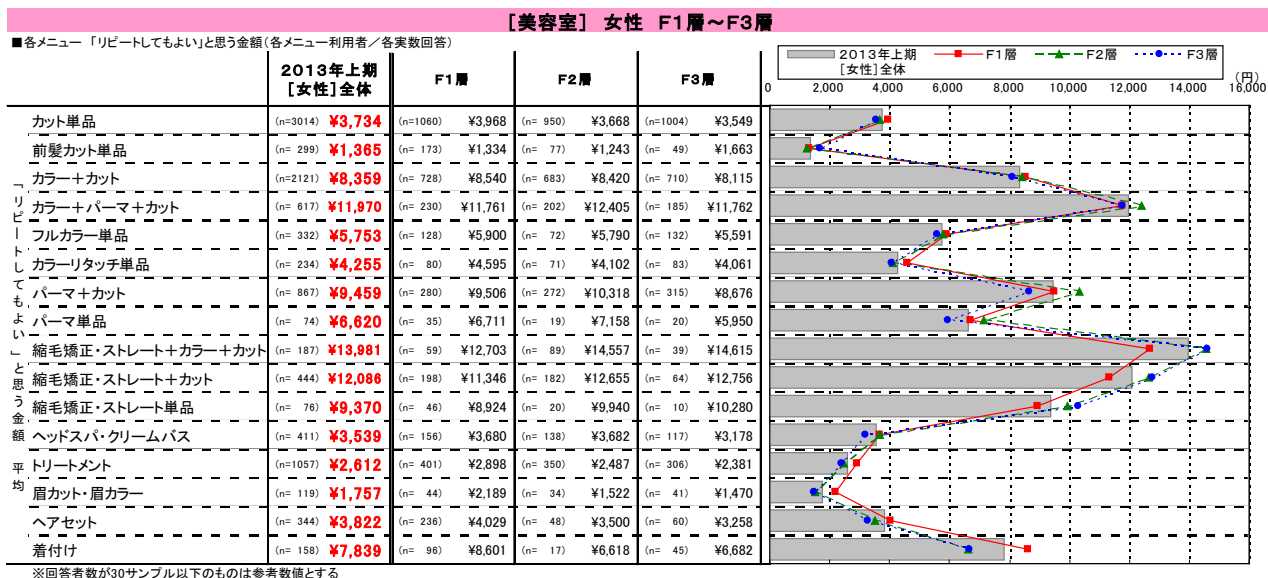 ［美容室］ 女性 F1層～F3層
■各メニュー 「リピートしてもよい」と思う金額（各メニュー利用者／各実数回答）
2013年上期 ［女性］全体 F1層 F2層 F3層
カット単品 (n=3014) ¥3,734 (n=1060) ¥3,968 (n= 950) ¥3,668 (n=1004) ¥3,549
前髪カット単品 (n= 299) ¥1,365 (n= 173) ¥1,334 (n= 77) ¥1,243 (n= 49) ¥1,663
カラー＋カット (n=2121) ¥8,359 (n= 728) ¥8,540 (n= 683) ¥8,420 (n= 710) ¥8,115
カラー＋パーマ＋カット (n= 617) ¥11,970 (n= 230) ¥11,761 (n= 202) ¥12,405 (n= 185) ¥11,762
フルカラー単品 (n= 332) ¥5,753 (n= 128) ¥5,900 (n= 72) ¥5,790 (n= 132) ¥5,591
カラーリタッチ単品 (n= 234) ¥4,255 (n= 80) ¥4,595 (n= 71) ¥4,102 (n= 83) ¥4,061
パーマ＋カット (n= 867) ¥9,459 (n= 280) ¥9,506 (n= 272) ¥10,318 (n= 315) ¥8,676
パーマ単品 (n= 74) ¥6,620 (n= 35) ¥6,711 (n= 19) ¥7,158 (n= 20) ¥5,950
縮毛矯正・ストレート＋カラー＋カット (n= 187) ¥13,981 (n= 59) ¥12,703 (n= 89) ¥14,557 (n= 39) ¥14,615
縮毛矯正・ストレート＋カット (n= 444) ¥12,086 (n= 198) ¥11,346 (n= 182) ¥12,655 (n= 64) ¥12,756
縮毛矯正・ストレート単品 (n= 76) ¥9,370 (n= 46) ¥8,924 (n= 20) ¥9,940 (n= 10) ¥10,280
ヘッドスパ・クリームバス (n= 411) ¥3,539 (n= 156) ¥3,680 (n= 138) ¥3,682 (n= 117) ¥3,178
トリートメント (n=1057) ¥2,612 (n= 401) ¥2,898 (n= 350) ¥2,487 (n= 306) ¥2,381
眉カット・眉カラー (n= 119) ¥1,757 (n= 44) ¥2,189 (n= 34) ¥1,522 (n= 41) ¥1,470
ヘアセット (n= 344) ¥3,822 (n= 236) ¥4,029 (n= 48) ¥3,500 (n= 60) ¥3,258
着付け (n= 158) ¥7,839 (n= 96) ¥8,601 (n= 17) ¥6,618 (n= 45) ¥6,682
「リピートしてもよい」と思う金額 平均
2013年上期 ［女性］全体 F1層 F2層 F3層
（円）
0 2,000 4,000 6,000 8,000 10,000 12,000 14,000 16,000
※回答者数が30サンプル以下のものは参考数値とする